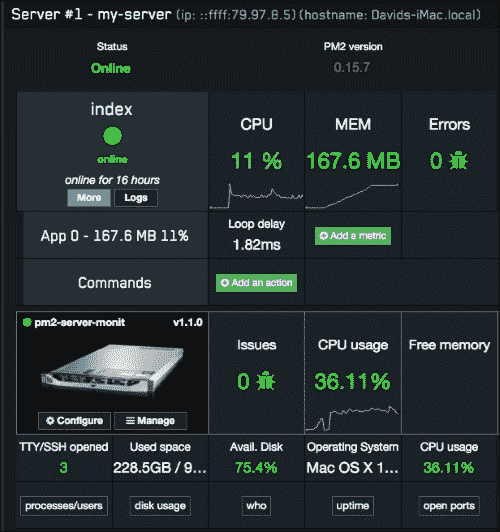 Server #1 - my-server (ip: ::ffff:79.97.8.5) (hostname: Davids-iMac.local)
Status
PM2 version
Online
0.15.7
index
online
online for 16 hours
More
Logs
CPU
11 %
MEM
167.6 MB
Errors
0
App 0 - 167.6 MB 11%
Loop delay
1.82ms
Add a metric
Commands
Add an action
pm2-server-monit v1.1.0
Configure
Manage
Issues
0
CPU usage
36.11%
Free memory
TTY/SSH opened
3
Used space
228.5GB / 9...
Avail. Disk
75.4%
Operating System
Mac OS X 1...
CPU usage
36.11%
processes/users
disk usage
who
uptime
open ports